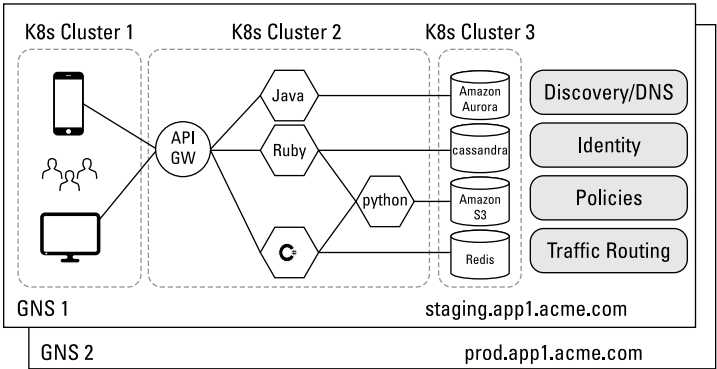 K8s Cluster 1
K8s Cluster 2
K8s Cluster 3
API
GW
Java
Ruby
python
C#
Amazon
Aurora
cassandra
Amazon
S3
Redis
Discovery/DNS
Identity
Policies
Traffic Routing
GNS 1
staging.app1.acme.com
GNS 2
prod.app1.acme.com